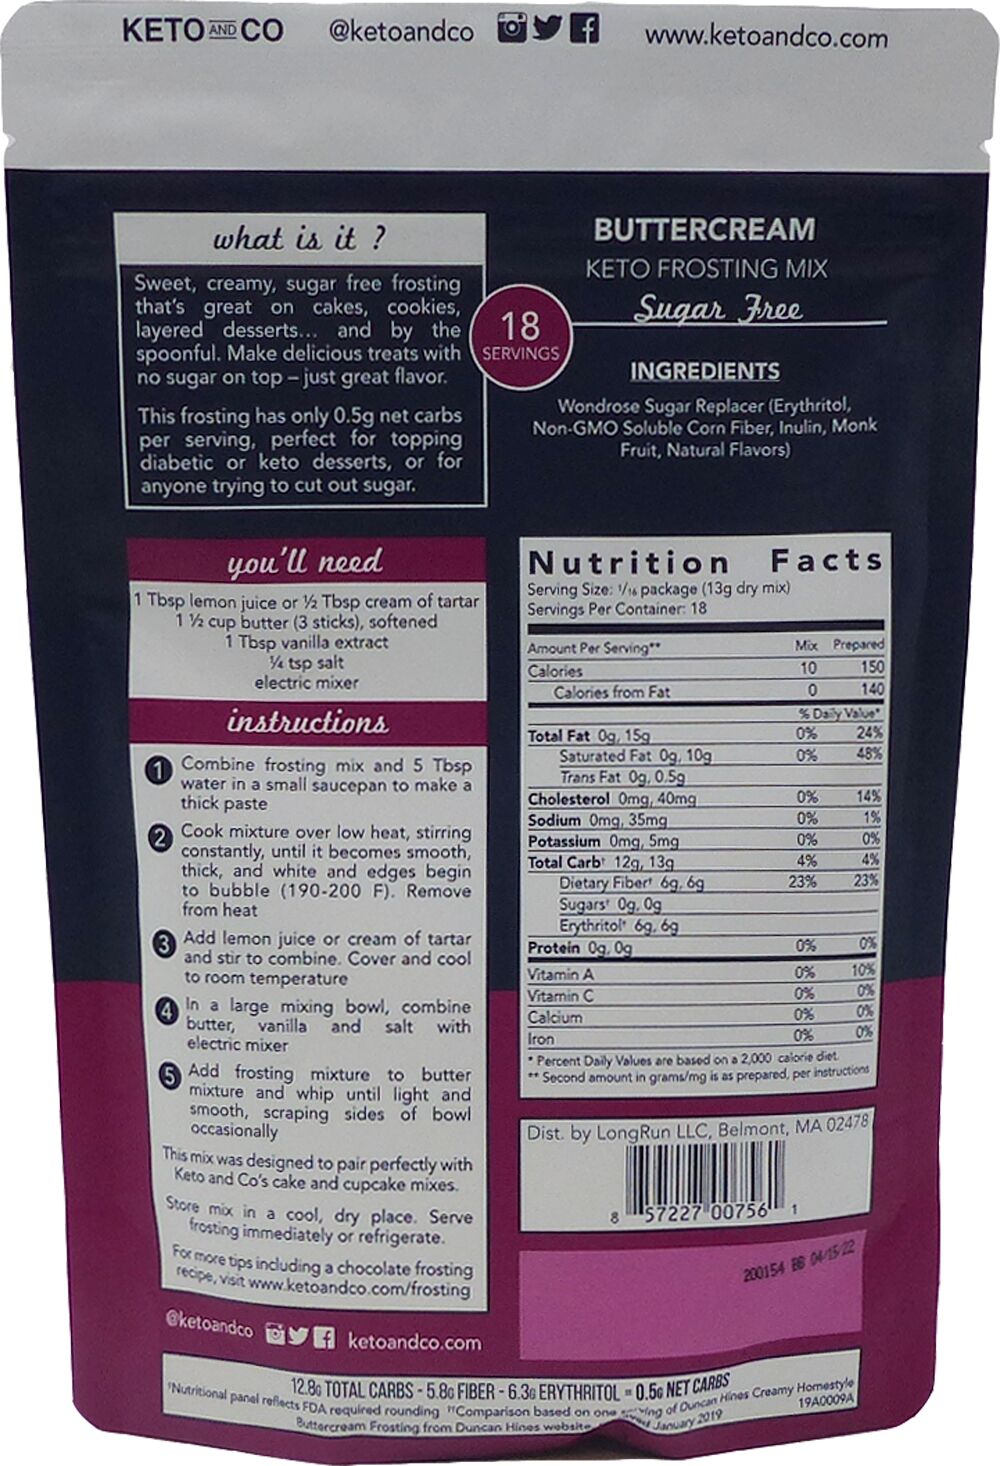 KETO AND CO @ketoandco www.ketoandco.com
what is it ?
Sweet, creamy, sugar free frosting
that's great on cakes, cookies,
layered desserts... and by the
spoonful. Make delicious treats with
no sugar on top – just great flavor.
This frosting has only 0.5g net carbs
per serving, perfect for topping
diabetic or keto desserts, or for
anyone trying to cut out sugar.
18
SERVINGS
BUTTERCREAM
KETO FROSTING MIX
Sugar Free
INGREDIENTS
Wondrose Sugar Replacer (Erythritol,
Non-GMO Soluble Corn Fiber, Inulin, Monk
Fruit, Natural Flavors)
you'll need
1 Tbsp lemon juice or ½ Tbsp cream of tartar
1 ½ cup butter (3 sticks), softened
1 Tbsp vanilla extract
¼ tsp salt
electric mixer
instructions
1 Combine frosting mix and 5 Tbsp
water in a small saucepan to make a
thick paste
2 Cook mixture over low heat, stirring
constantly, until it becomes smooth,
thick, and white and edges begin
to bubble (190-200 F). Remove
from heat
3 Add lemon juice or cream of tartar
and stir to combine. Cover and cool
to room temperature
4 In a large mixing bowl, combine
butter, vanilla and salt with
electric mixer
5 Add frosting mixture to butter
mixture and whip until light and
smooth, scraping sides of bowl
occasionally
This mix was designed to pair perfectly with
Keto and Co's cake and cupcake mixes.
Store mix in a cool, dry place. Serve
frosting immediately or refrigerate.
For more tips including a chocolate frosting
recipe, visit www.ketoandco.com/frosting
@ketoandco ketoandco.com
Nutrition Facts
Serving Size: package (13g dry mix)
Servings Per Container: 18
Amount Per Serving** Mix Prepared
Calories 10 150
Calories from Fat 0 140
% Daily Value*
Total Fat 0g, 15g 0% 24%
Saturated Fat 0g, 10g 0% 48%
Trans Fat 0g, 0.5g
Cholesterol 0mg, 40mg 0% 14%
Sodium 0mg, 35mg 0% 1%
Potassium 0mg, 5mg 0% 0%
Total Carb† 12g, 13g 4% 4%
Dietary Fiber† 6g, 6g 23% 23%
Sugars† 0g, 0g
Erythritol† 6g, 6g
Protein 0g, 0g 0% 0%
Vitamin A 0% 10%
Vitamin C 0% 0%
Calcium 0% 0%
Iron 0% 0%
* Percent Daily Values are based on a 2,000 calorie diet.
** Second amount in grams/mg is as prepared, per instructions
Dist. by LongRun LLC, Belmont, MA 02478
8 57227 00756 1
200154 BB 04/15/22
12.8G TOTAL CARBS - 5.8G FIBER - 6.3G ERYTHRITOL = 0.5G NET CARBS
†Nutritional panel reflects FDA required rounding ††Comparison based on one of Duncan Hines Creamy Homestyle
Buttercream Frosting from Duncan Hines website January 2019 19A0009A